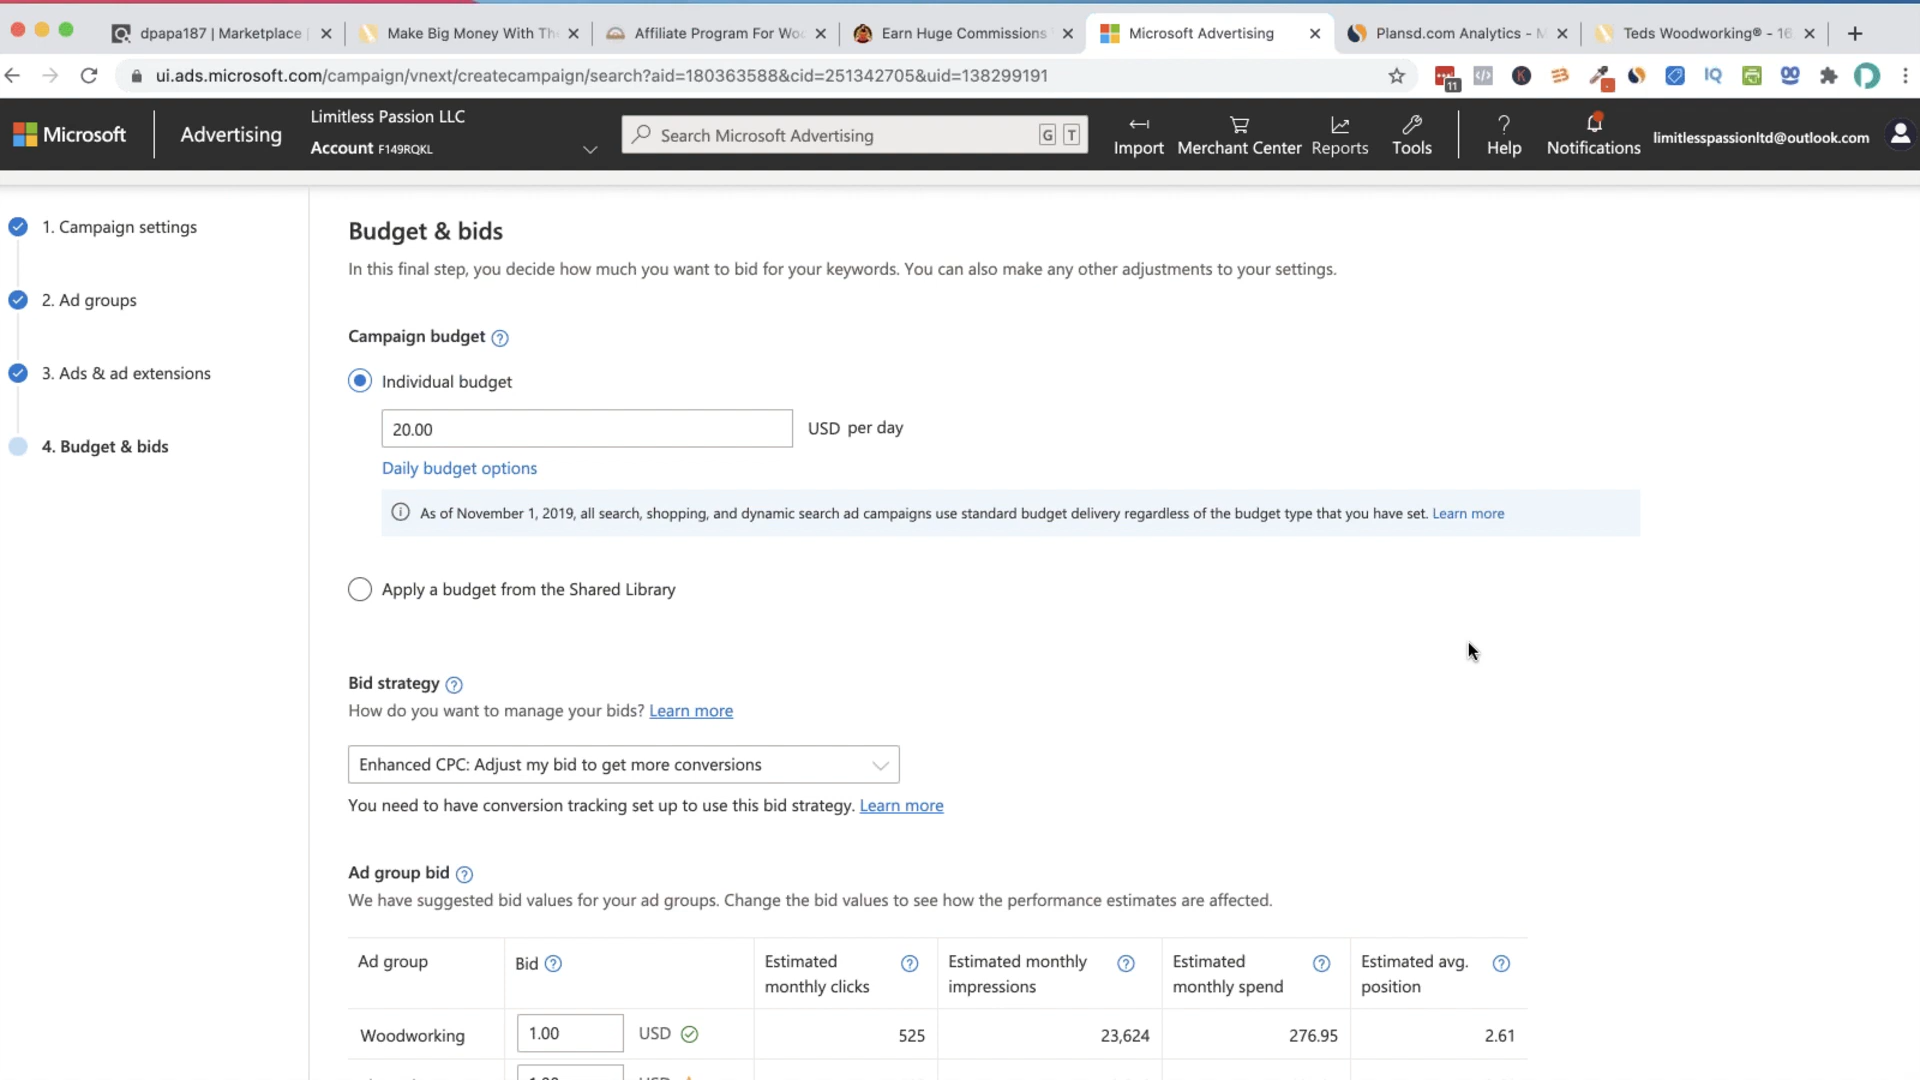 dpapa187 | Marketplace
Make Big Money With Th
Affiliate Program For Woo
Earn Huge Commissions
Microsoft Advertising
Plansd.com Analytics - M
Teds Woodworking® - 16
ui.ads.microsoft.com/campaign/vnext/createcampaign/search?aid=180363588&cid=251342705&uid=138299191
11
IQ
Microsoft
Advertising
Limitless Passion LLC
Account F149RQKL
Search Microsoft Advertising
G T
Import
Merchant Center
Reports
Tools
Help
Notifications
limitlesspassionltd@outlook.com
1. Campaign settings
2. Ad groups
3. Ads & ad extensions
4. Budget & bids
Budget & bids
In this final step, you decide how much you want to bid for your keywords. You can also make any other adjustments to your settings.
Campaign budget
Individual budget
20.00 USD per day
Daily budget options
As of November 1, 2019, all search, shopping, and dynamic search ad campaigns use standard budget delivery regardless of the budget type that you have set. Learn more
Apply a budget from the Shared Library
Bid strategy
How do you want to manage your bids? Learn more
Enhanced CPC: Adjust my bid to get more conversions
You need to have conversion tracking set up to use this bid strategy. Learn more
Ad group bid
We have suggested bid values for your ad groups. Change the bid values to see how the performance estimates are affected.
Ad group
Bid
Estimated monthly clicks
Estimated monthly impressions
Estimated monthly spend
Estimated avg. position
Woodworking 1.00 USD 525 23,624 276.95 2.61